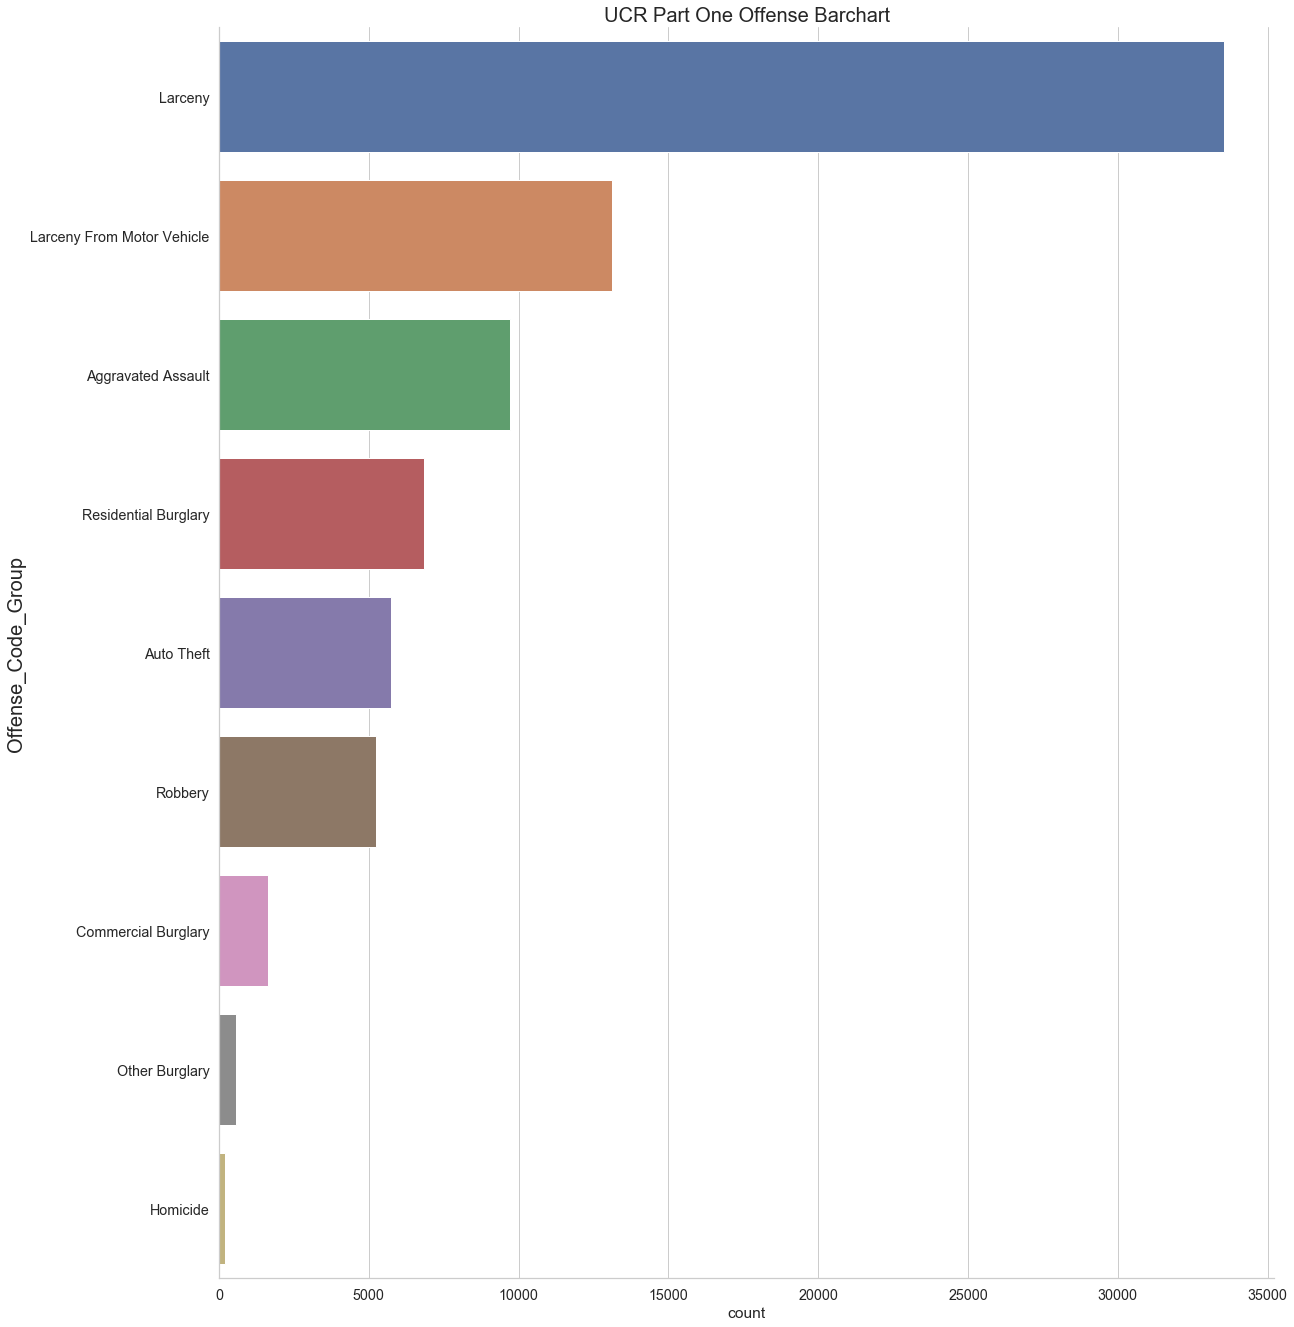 UCR Part One Offense Barchart
Offense_Code_Group
Larceny
Larceny From Motor Vehicle
Aggravated Assault
Residential Burglary
Auto Theft
Robbery
Commercial Burglary
Other Burglary
Homicide
0 5000 10000 15000 20000 25000 30000 35000
count